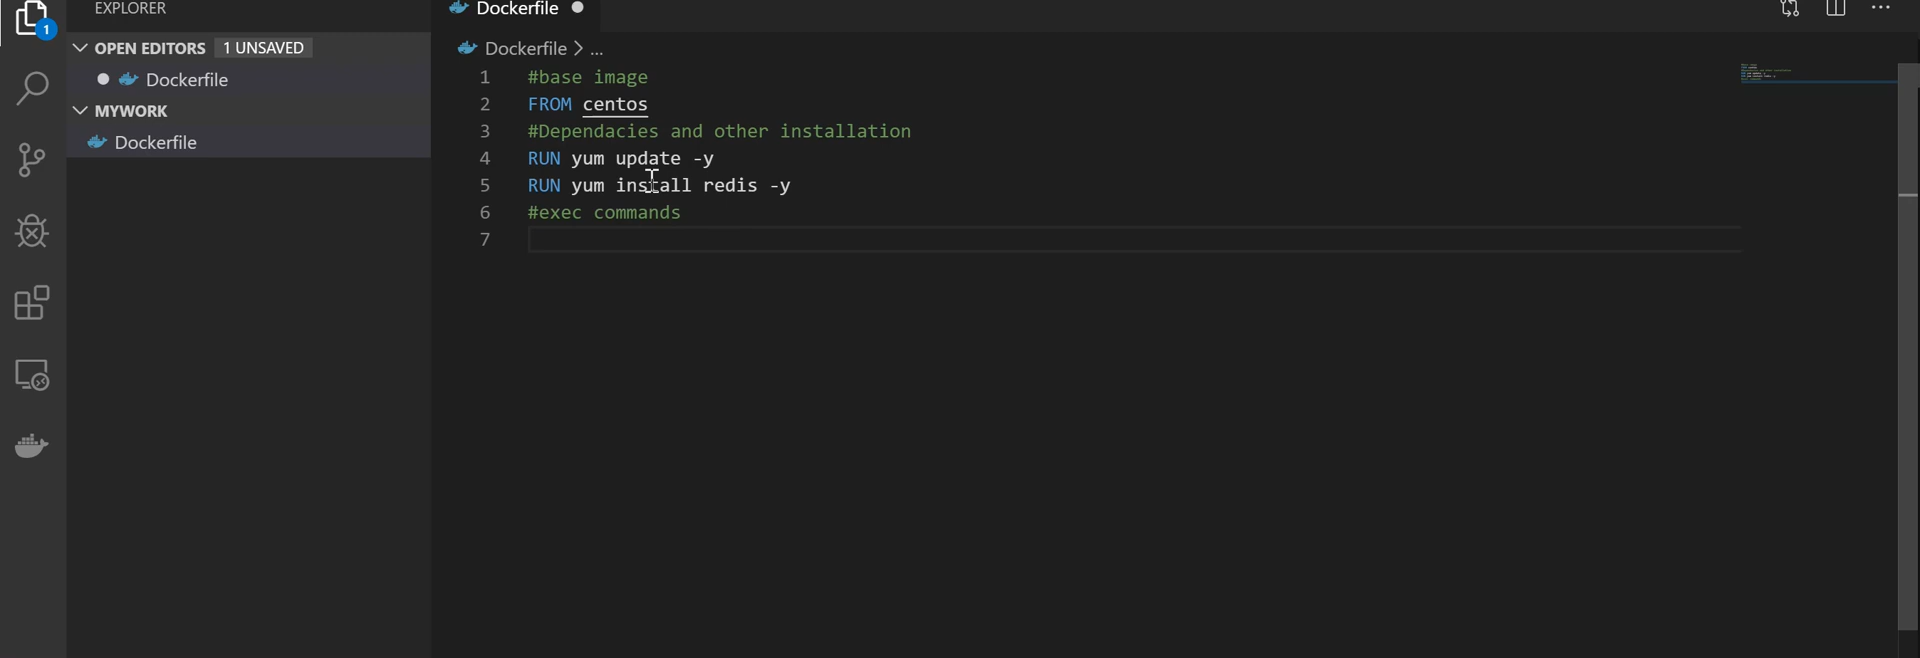 EXPLORER
Dockerfile
1
OPEN EDITORS 1 UNSAVED
Dockerfile
MYWORK
Dockerfile
Dockerfile > ...
1 #base image
2 FROM centos
3 #Dependacies and other installation
4 RUN yum update -y
5 RUN yum install redis -y
6 #exec commands
7